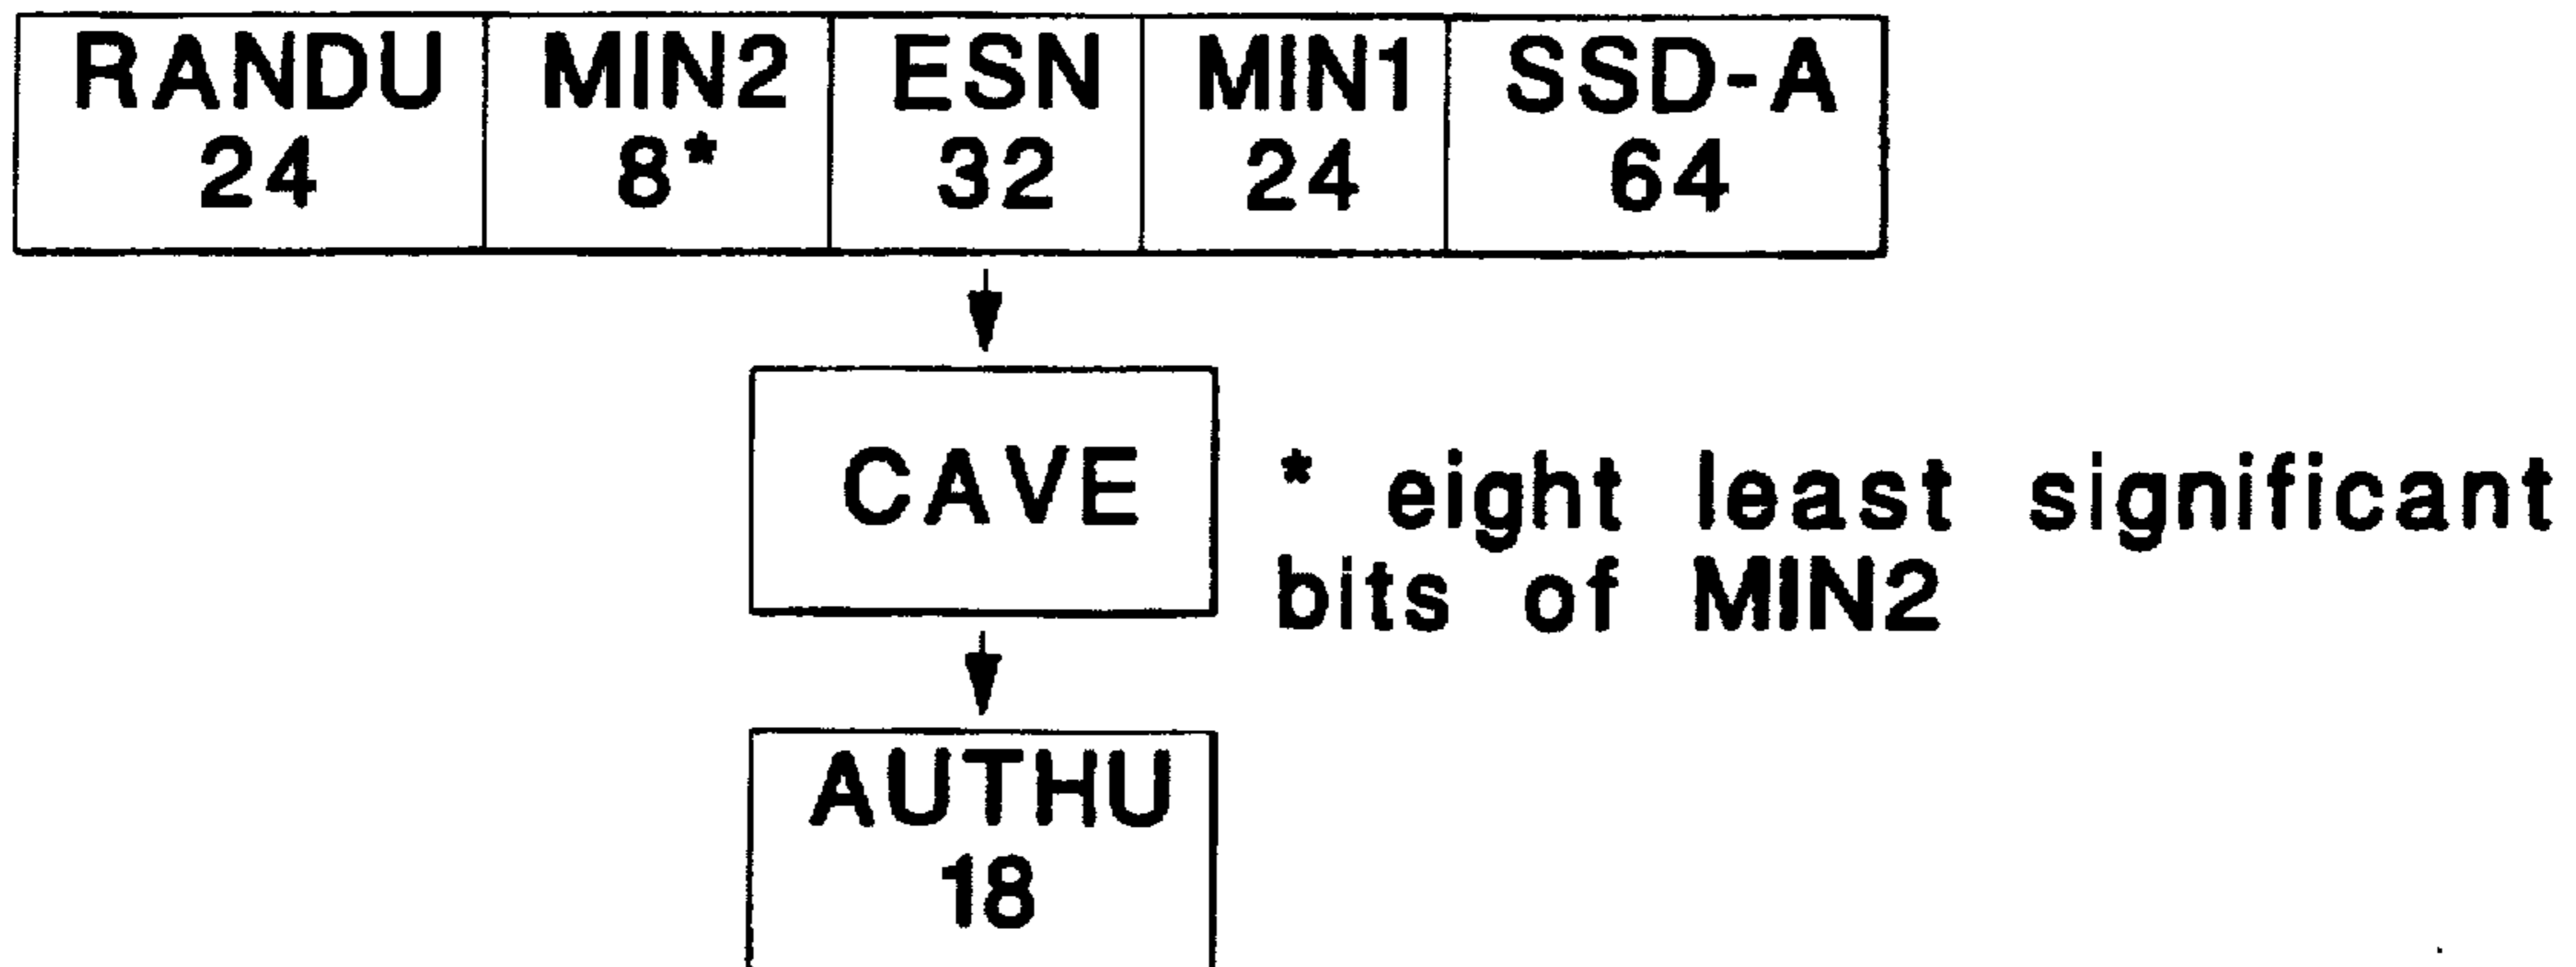 RANDU MIN2 ESN MIN1 SSD-A
24 8* 32 24 64
CAVE
* eight least significant
bits of MIN2
AUTHU
18